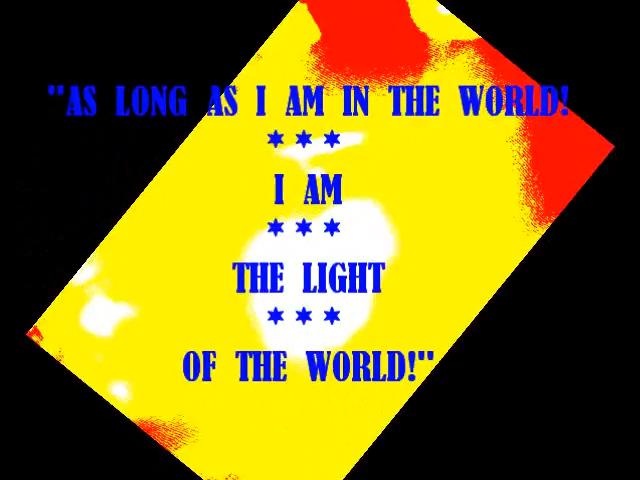 "AS LONG AS I AM IN THE WORLD!
✶ ✶ ✶
I AM
✶ ✶ ✶
THE LIGHT
✶ ✶ ✶
OF THE WORLD!"